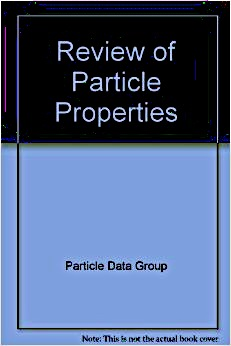 Review of
Particle
Properties
Particle Data Group
Note: This is not the actual book cover